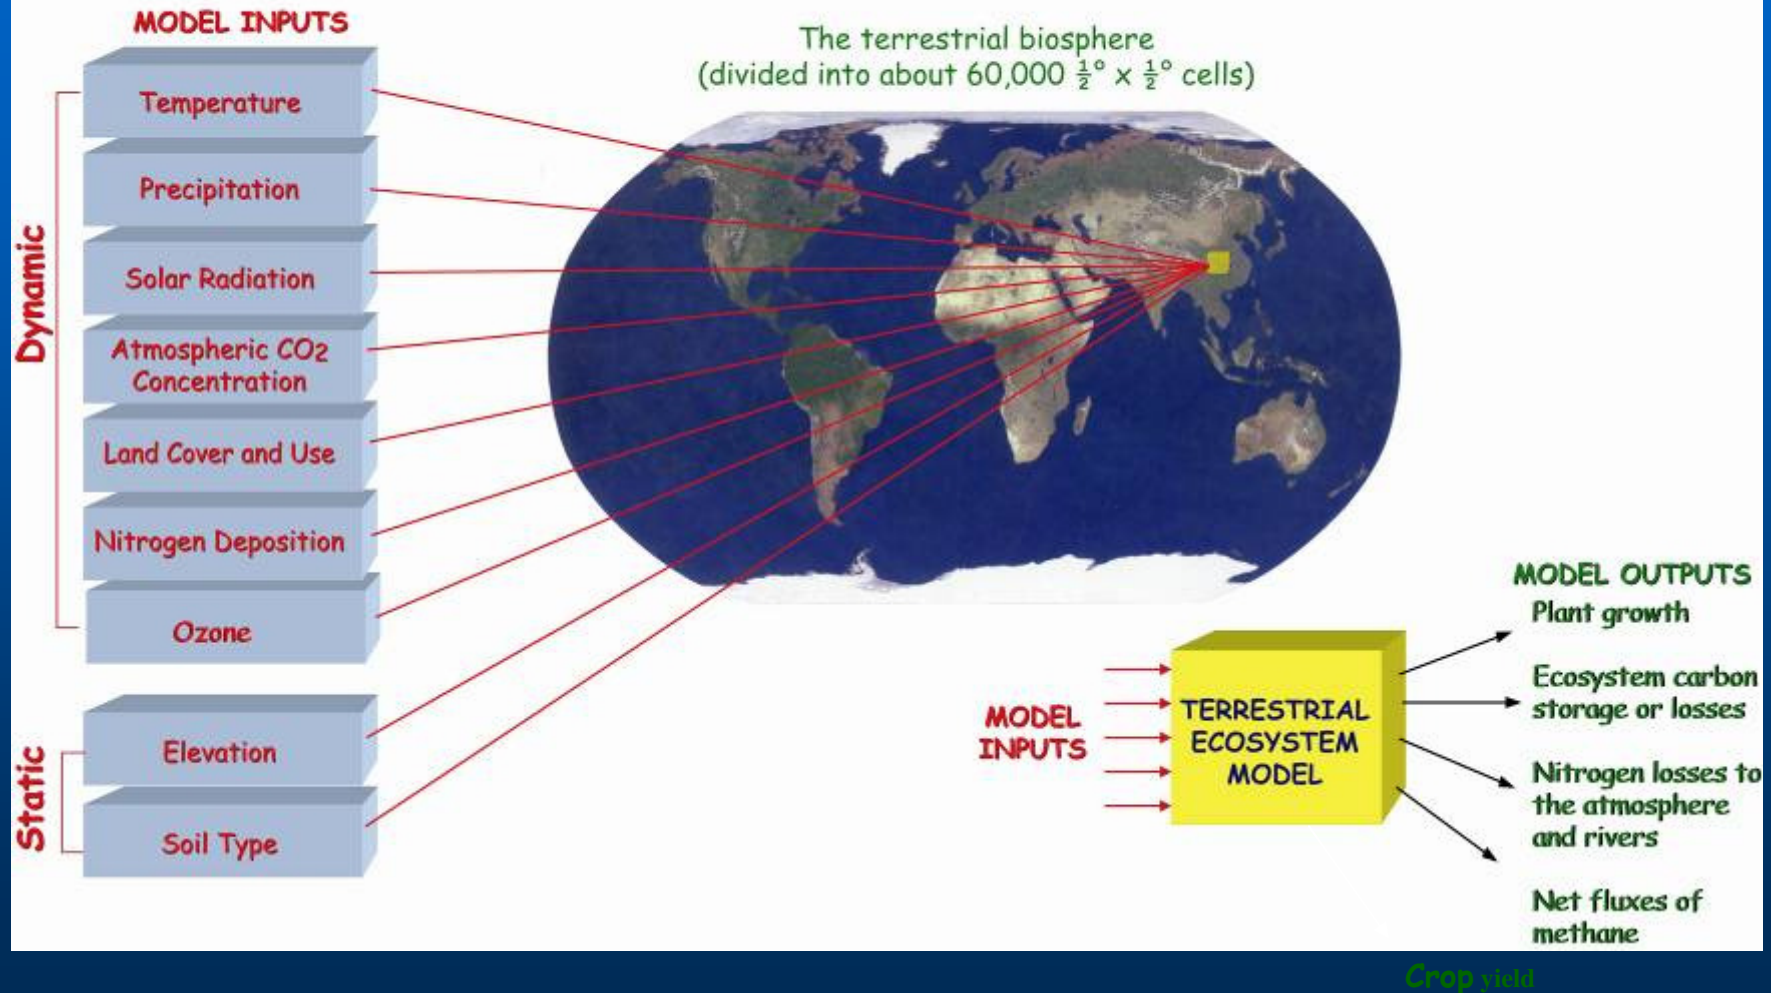 MODEL INPUTS
Dynamic
Temperature
Precipitation
Solar Radiation
Atmospheric CO2
Concentration
Land Cover and Use
Nitrogen Deposition
Ozone
Static
Elevation
Soil Type
The terrestrial biosphere
(divided into about 60,000 ½° x ½° cells)
MODEL
INPUTS
TERRESTRIAL
ECOSYSTEM
MODEL
MODEL OUTPUTS
Plant growth
Ecosystem carbon
storage or losses
Nitrogen losses to
the atmosphere
and rivers
Net fluxes of
methane
Crop yield